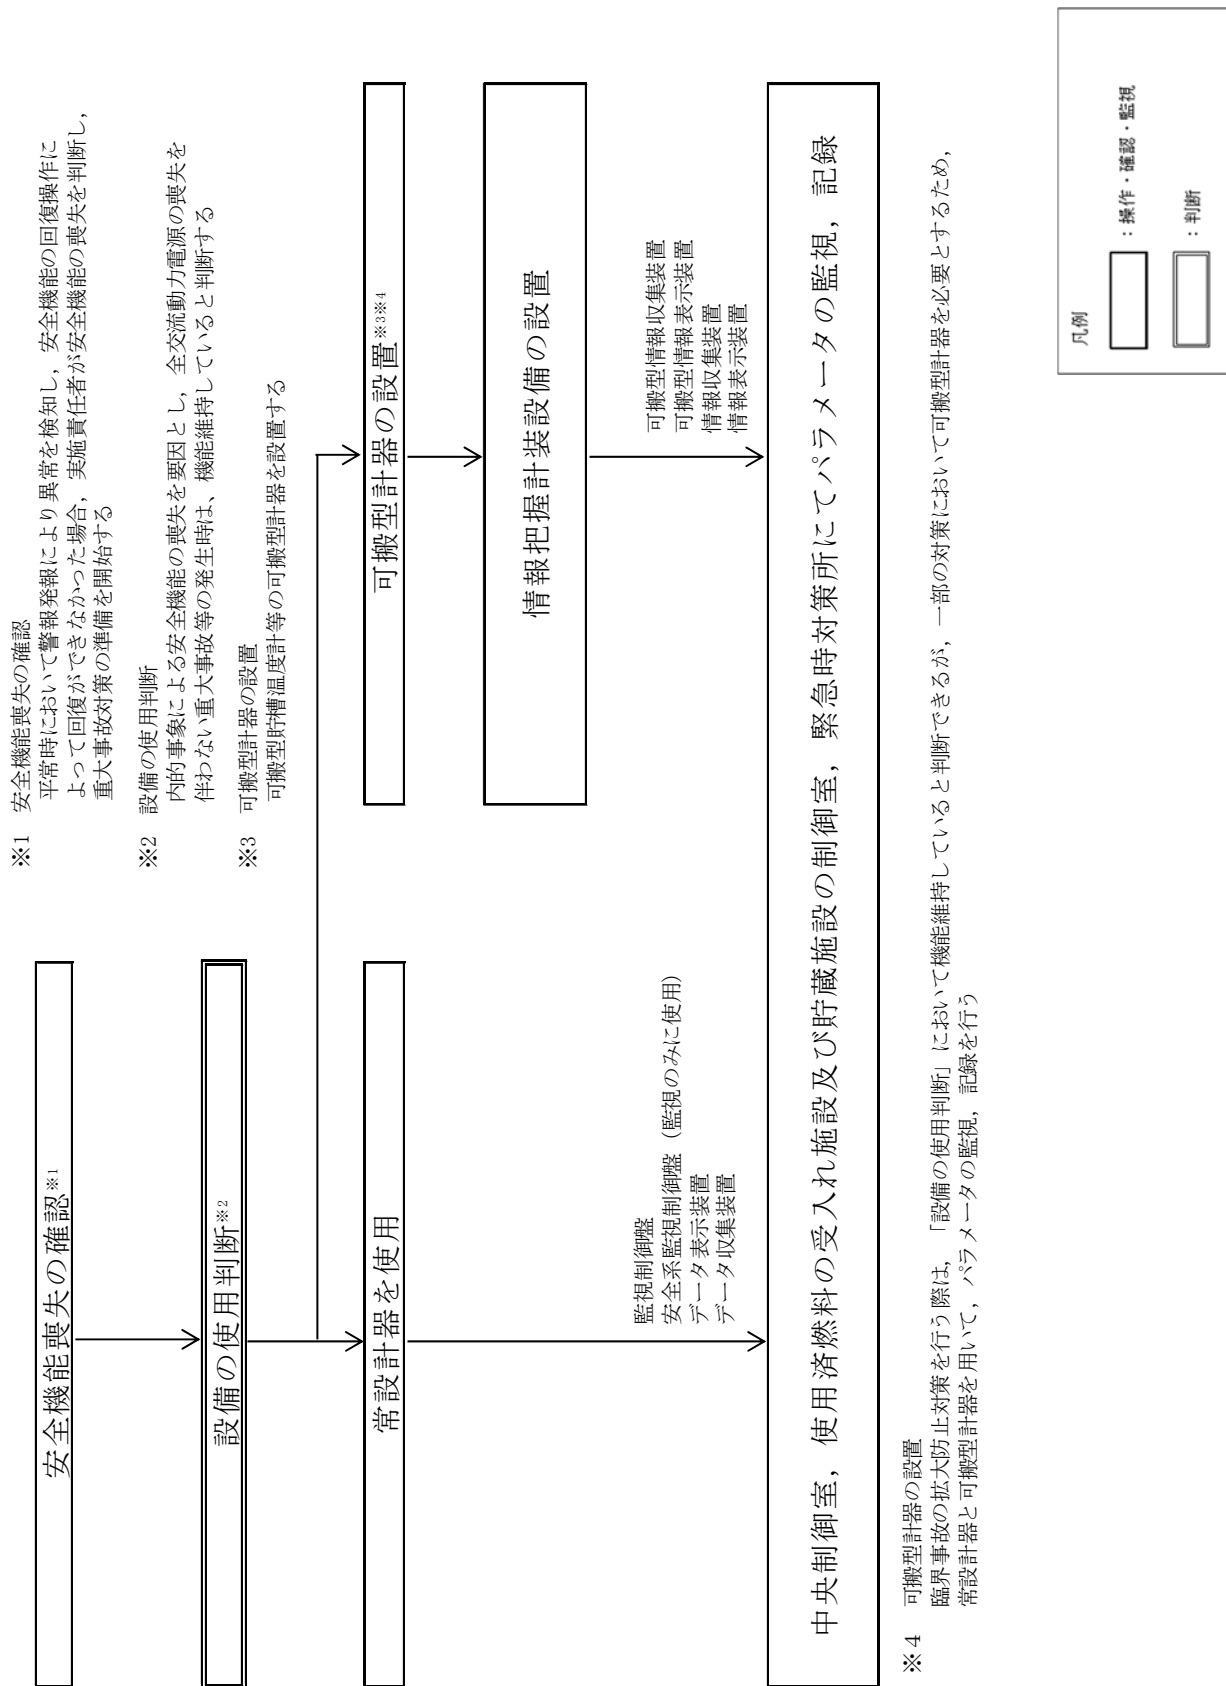 安全機能喪失の確認※1
設備の使用判断※2
常設計器を使用
監視制御盤
安全系監視制御盤（監視のみに使用）
データ表示装置
データ収集装置
※1　安全機能喪失の確認
平常時において警報発報により異常を検知し，安全機能の回復操作に
よって回復ができなかった場合，実施責任者が安全機能の喪失を判断し，
重大事故対策の準備を開始する
※2　設備の使用判断
内的事象による安全機能の喪失を要因とし，全交流動力電源の喪失を
伴わない重大事故等の発生時は、機能維持していると判断する
※3　可搬型計器の設置
可搬型貯槽温度計等の可搬型計器を設置する
可搬型計器の設置※3※4
情報把握計装設備の設置
可搬型情報収集装置
可搬型情報表示装置
情報収集装置
情報表示装置
中央制御室，使用済燃料の受入れ施設及び貯蔵施設の制御室，緊急時対策所にてパラメータの監視，記録
※4　可搬型計器の設置
臨界事故の拡大防止対策を行う際は，「設備の使用判断」において機能維持していると判断できるが，一部の対策において可搬型計器を必要とするため，
常設計器と可搬型計器を用いて，パラメータの監視，記録を行う
凡例
：操作・確認・監視
：判断